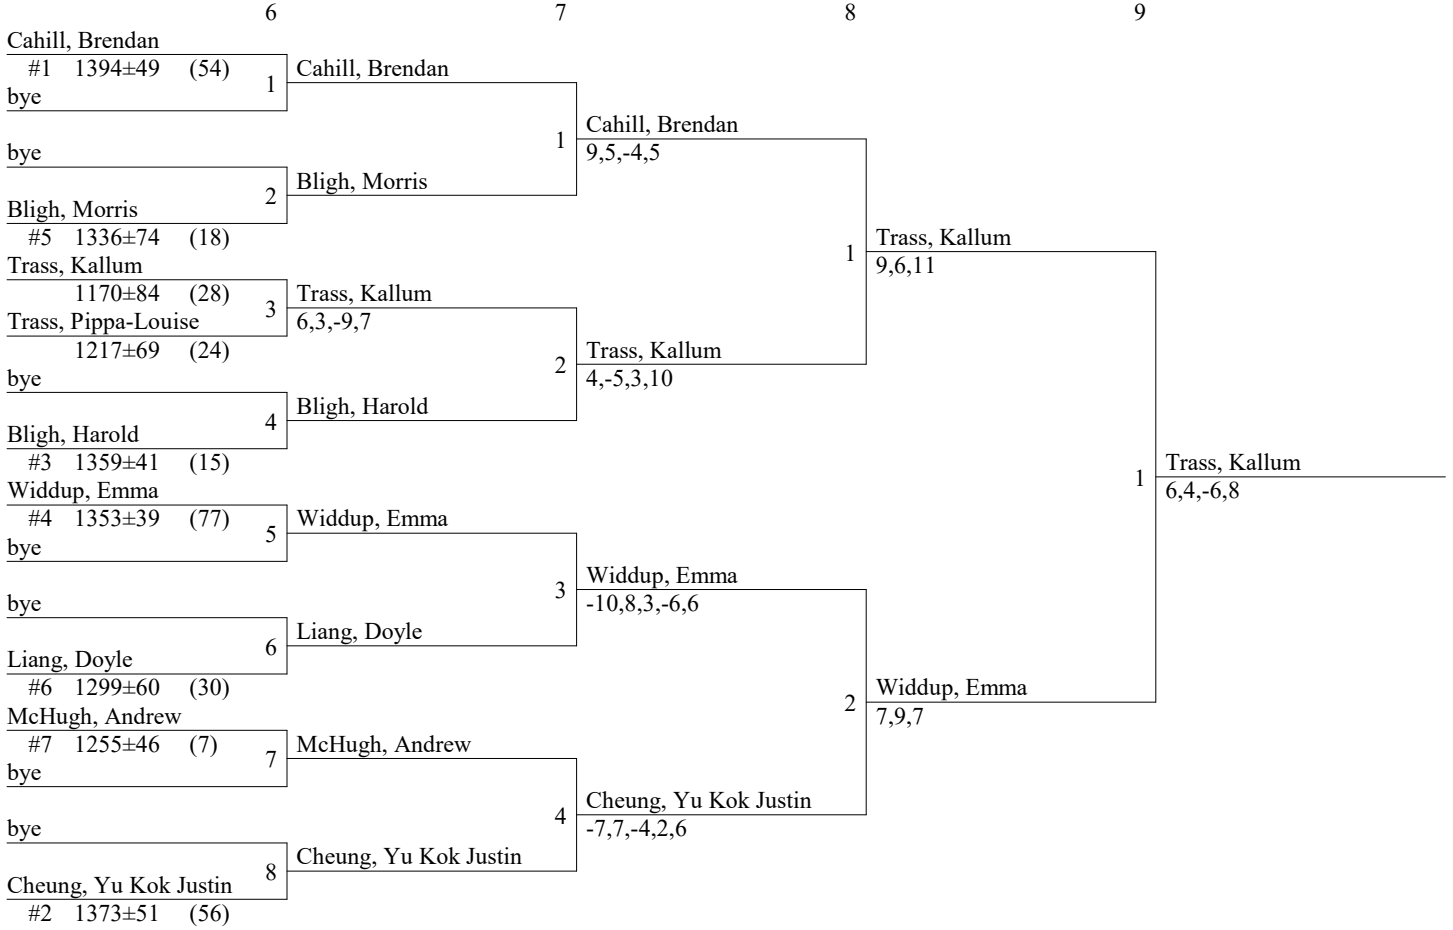 6 7 8 9
Cahill, Brendan
#1 1394±49 (54)
1
Cahill, Brendan
bye
1
Cahill, Brendan
9,5,-4,5
bye
2
Bligh, Morris
Bligh, Morris
#5 1336±74 (18)
1
Trass, Kallum
9,6,11
Trass, Kallum
1170±84 (28)
3
Trass, Kallum
6,3,-9,7
Trass, Pippa-Louise
1217±69 (24)
2
Trass, Kallum
4,-5,3,10
bye
4
Bligh, Harold
Bligh, Harold
#3 1359±41 (15)
1
Trass, Kallum
6,4,-6,8
Widdup, Emma
#4 1353±39 (77)
5
Widdup, Emma
bye
3
Widdup, Emma
-10,8,3,-6,6
bye
6
Liang, Doyle
Liang, Doyle
#6 1299±60 (30)
2
Widdup, Emma
7,9,7
McHugh, Andrew
#7 1255±46 (7)
7
McHugh, Andrew
bye
4
Cheung, Yu Kok Justin
-7,7,-4,2,6
bye
8
Cheung, Yu Kok Justin
Cheung, Yu Kok Justin
#2 1373±51 (56)